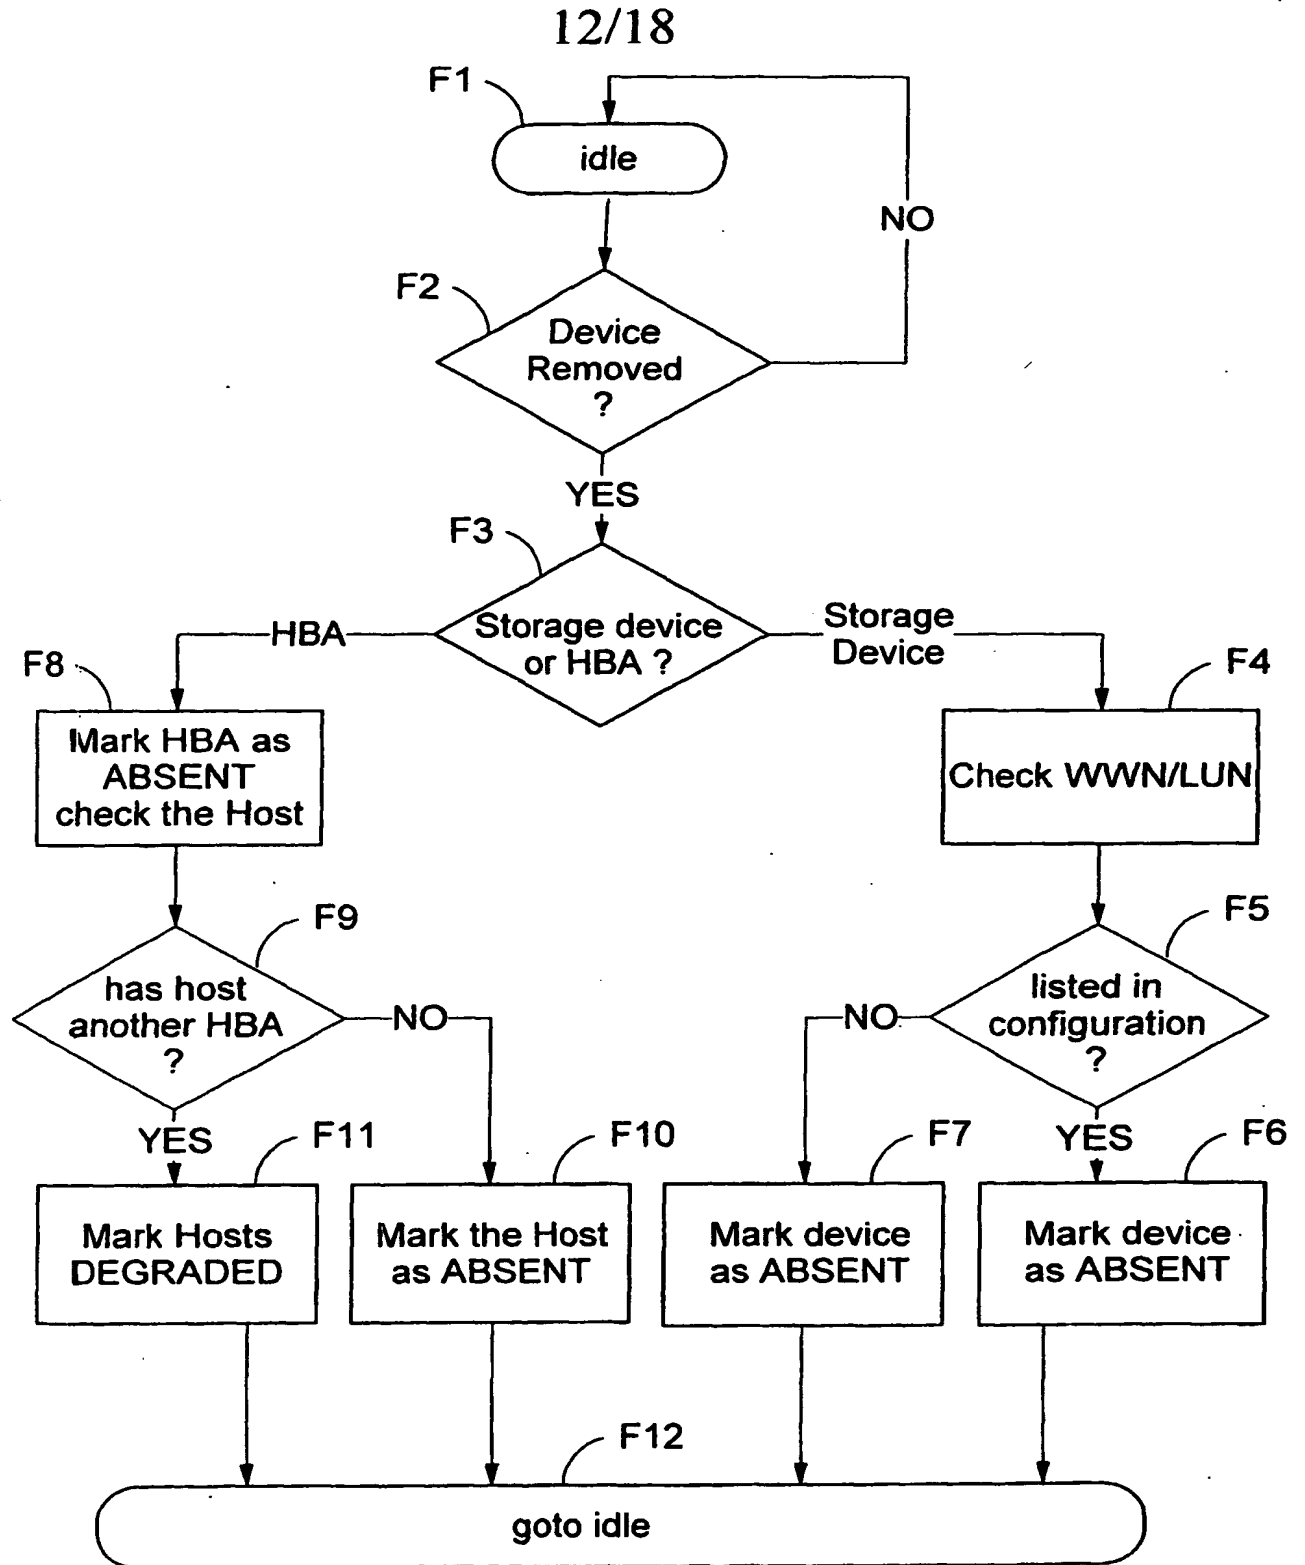 12/18
F1
idle
NO
F2
Device
Removed
?
YES
F3
Storage device
or HBA ?
HBA
Storage
Device
F8
Mark HBA as
ABSENT
check the Host
F4
Check WWN/LUN
F9
has host
another HBA
?
NO
F5
listed in
configuration
?
NO
YES
YES
F11
Mark Hosts
DEGRADED
F10
Mark the Host
as ABSENT
F7
Mark device
as ABSENT
F6
Mark device
as ABSENT
F12
goto idle